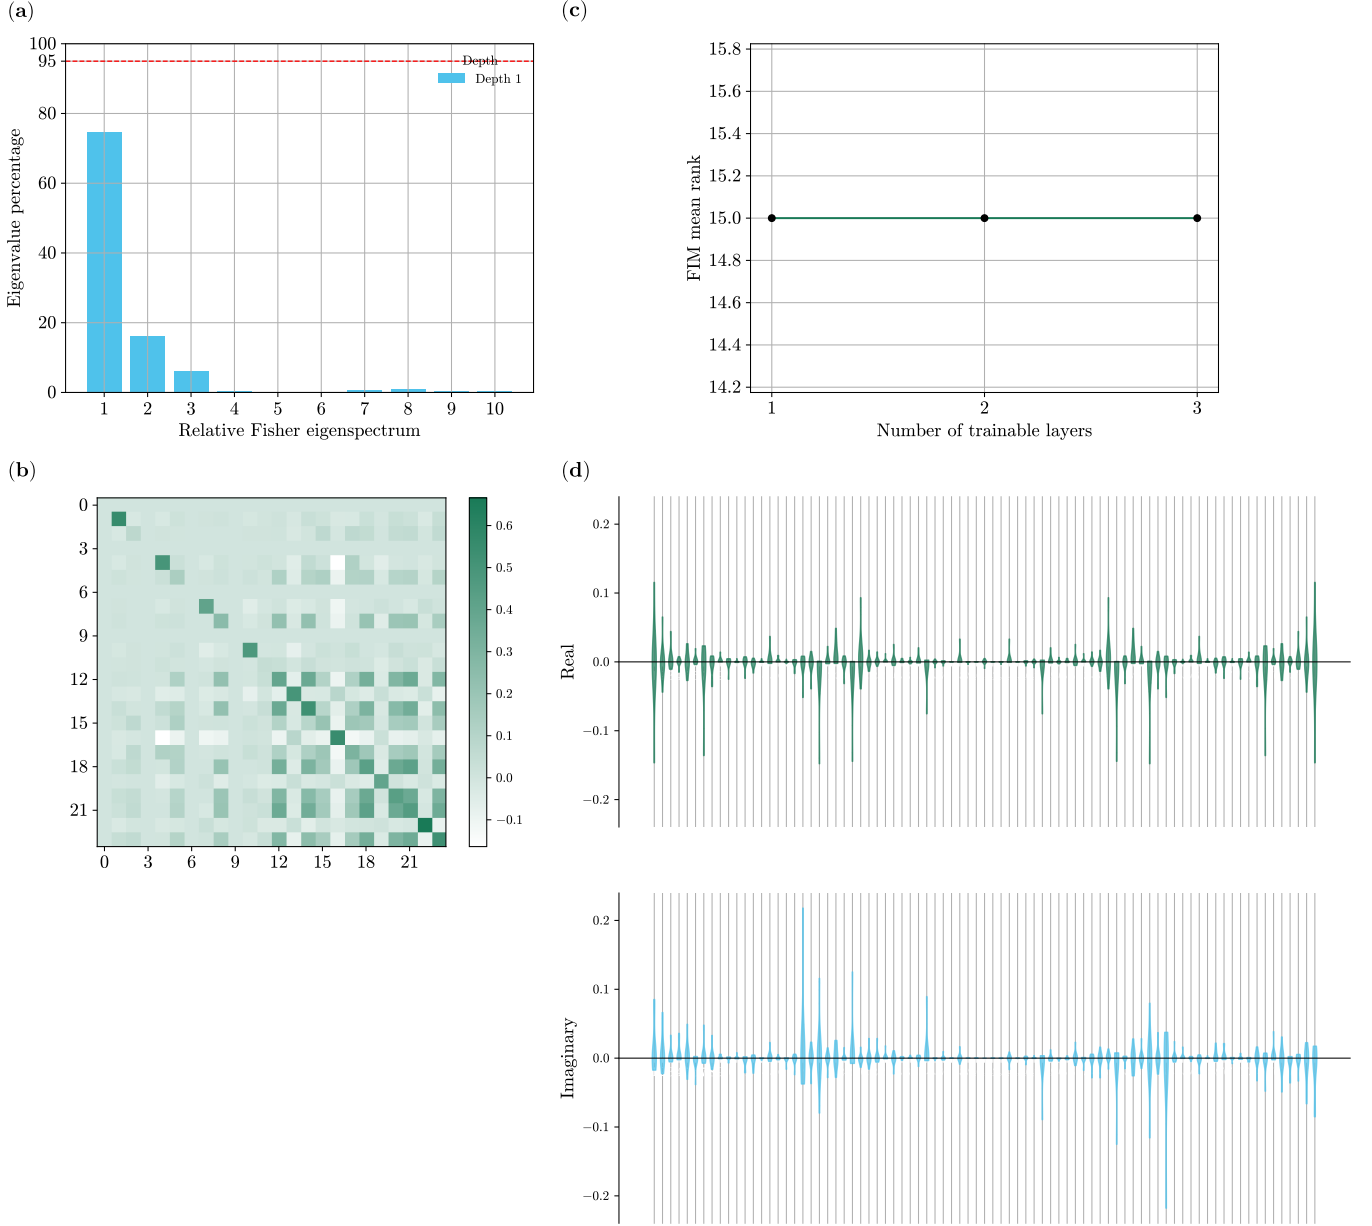 (a)
100
95
80
60
40
20
0
Eigenvalue percentage
Depth
Depth 1
1 2 3 4 5 6 7 8 9 10
Relative Fisher eigenspectrum
(c)
15.8
15.6
15.4
15.2
15.0
14.8
14.6
14.4
14.2
FIM mean rank
1 2 3
Number of trainable layers
(b)
0
3
6
9
12
15
18
21
0 3 6 9 12 15 18 21
0.6
0.5
0.4
0.3
0.2
0.1
0.0
−0.1
(d)
0.2
0.1
0.0
−0.1
−0.2
Real
0.2
0.1
0.0
−0.1
−0.2
Imaginary